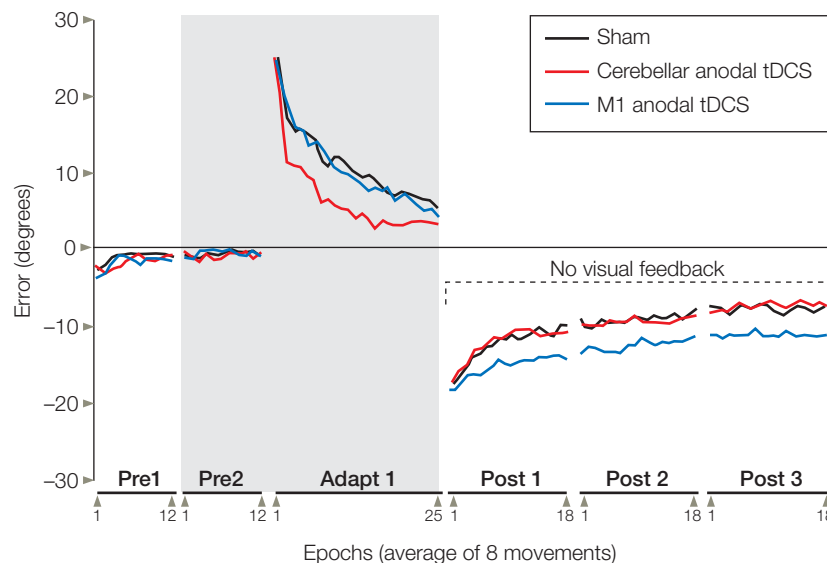 30
20
10
0
−10
−20
−30
Error (degrees)
Sham
Cerebellar anodal tDCS
M1 anodal tDCS
No visual feedback
Pre1 Pre2 Adapt 1 Post 1 Post 2 Post 3
1 12 1 12 1 25 1 18 1 18 1 18
Epochs (average of 8 movements)